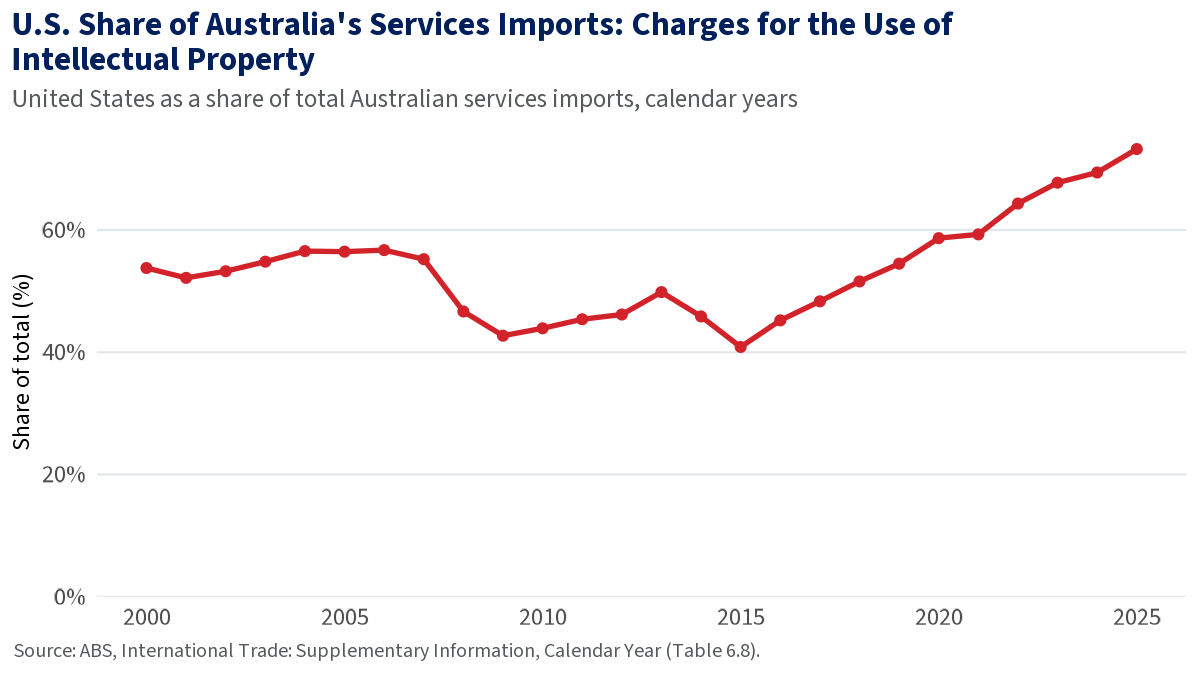 U.S. Share of Australia's Services Imports: Charges for the Use of
Intellectual Property
United States as a share of total Australian services imports, calendar years
Share of total (%)
60%
40%
20%
0%
2000
2005
2010
2015
2020
2025
Source: ABS, International Trade: Supplementary Information, Calendar Year (Table 6.8).